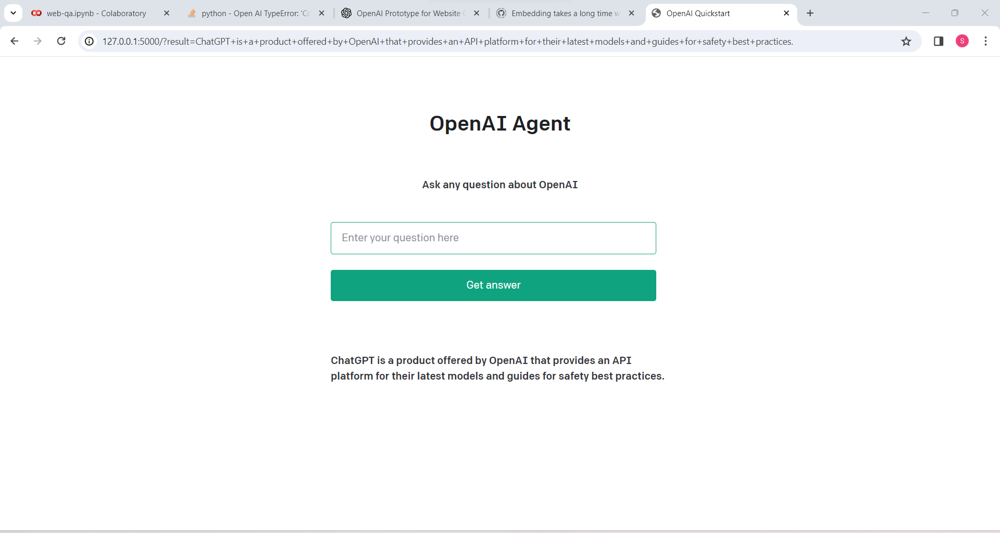 web-qa.ipynb - Colaboratory
python - Open AI TypeError: 'Co
OpenAI Prototype for Website
Embedding takes a long time w
OpenAI Quickstart
127.0.0.1:5000/?result=ChatGPT+is+a+product+offered+by+OpenAI+that+provides+an+API+platform+for+their+latest+models+and+guides+for+safety+best+practices.
S
OpenAI Agent
Ask any question about OpenAI
Enter your question here
Get answer
ChatGPT is a product offered by OpenAI that provides an API
platform for their latest models and guides for safety best practices.